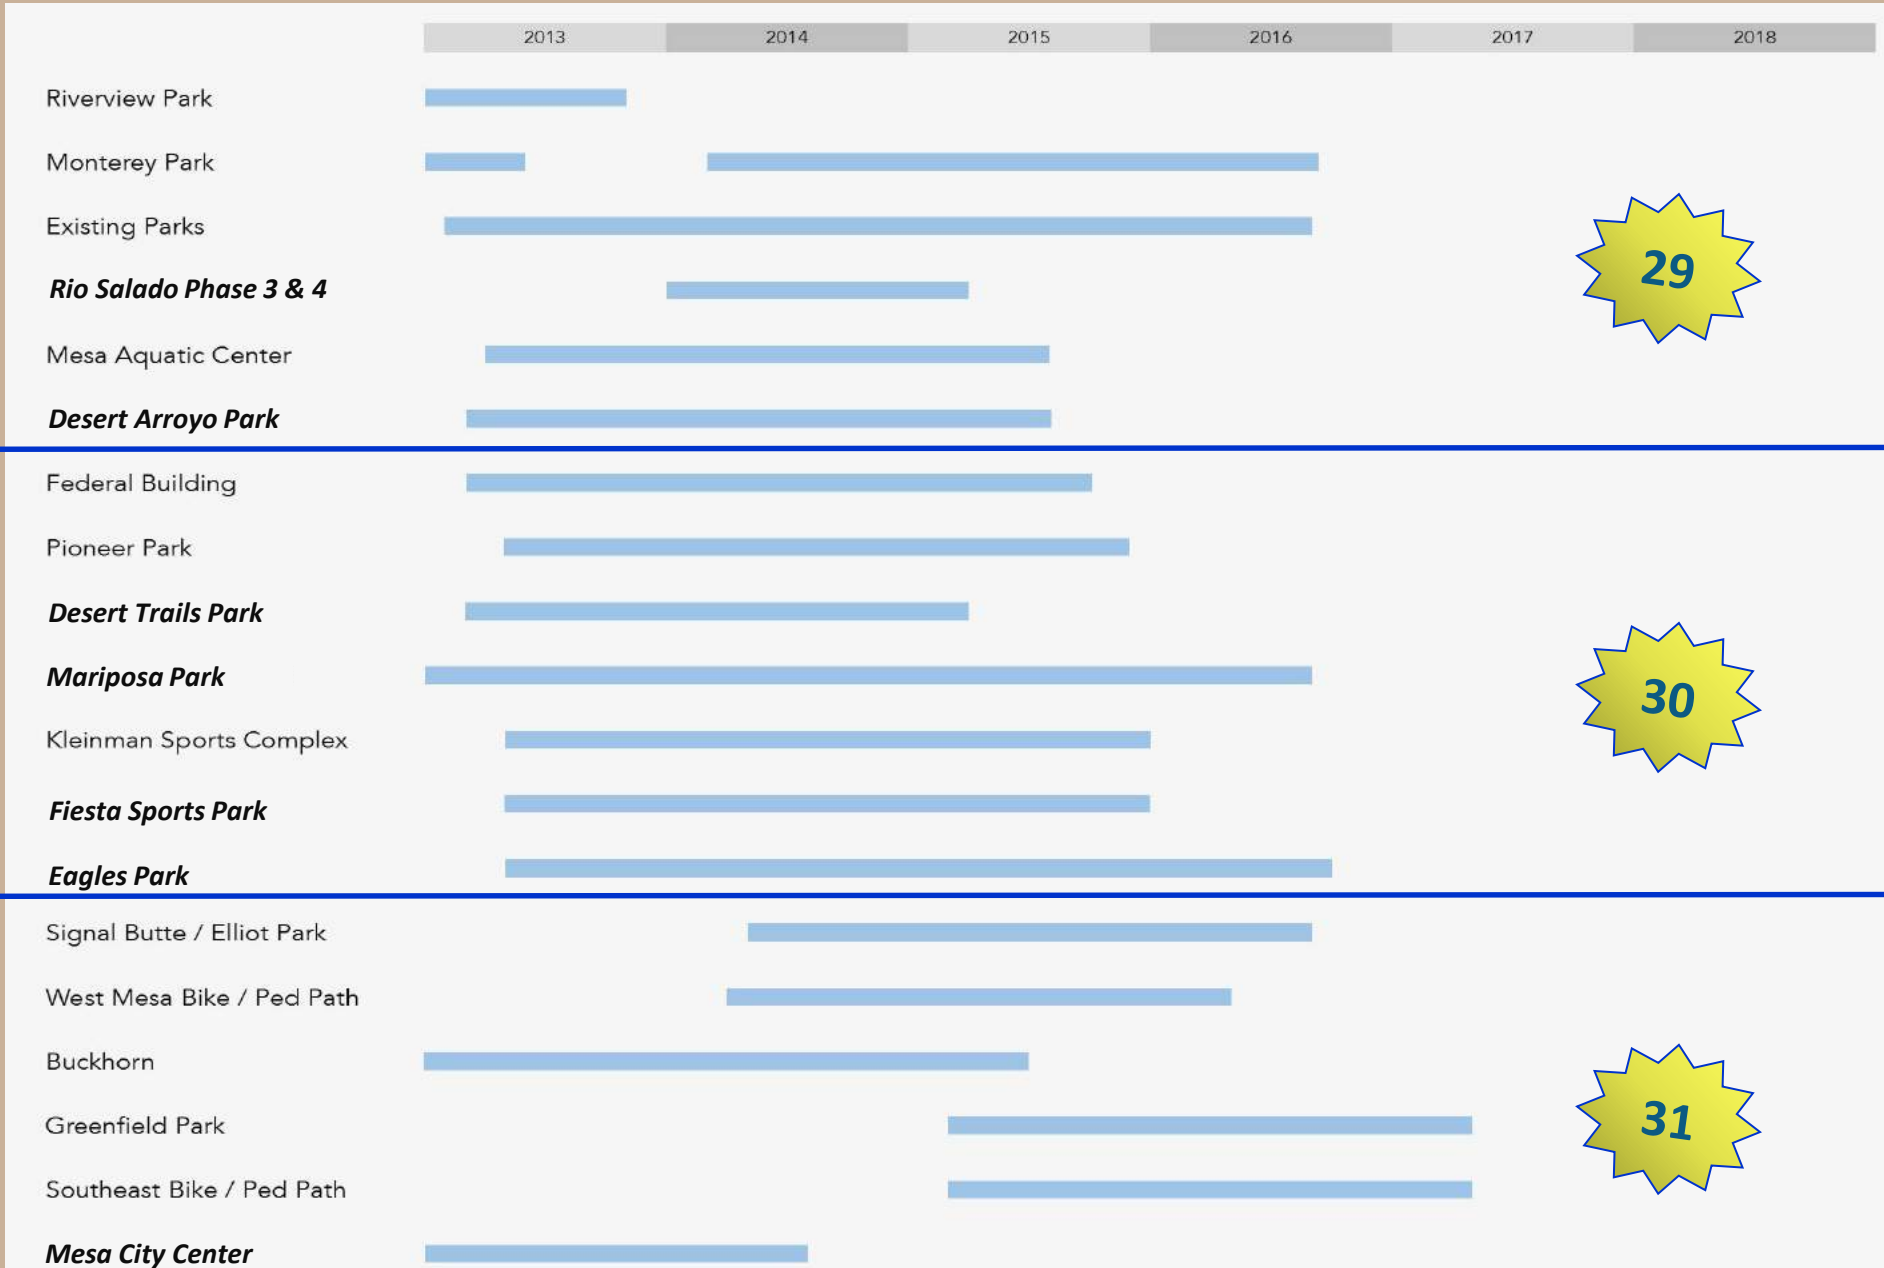 2013 2014 2015 2016 2017 2018
Riverview Park
Monterey Park
Existing Parks
29
Rio Salado Phase 3 & 4
Mesa Aquatic Center
Desert Arroyo Park
Federal Building
Pioneer Park
Desert Trails Park
Mariposa Park
30
Kleinman Sports Complex
Fiesta Sports Park
Eagles Park
Signal Butte / Elliot Park
West Mesa Bike / Ped Path
Buckhorn
Greenfield Park
31
Southeast Bike / Ped Path
Mesa City Center